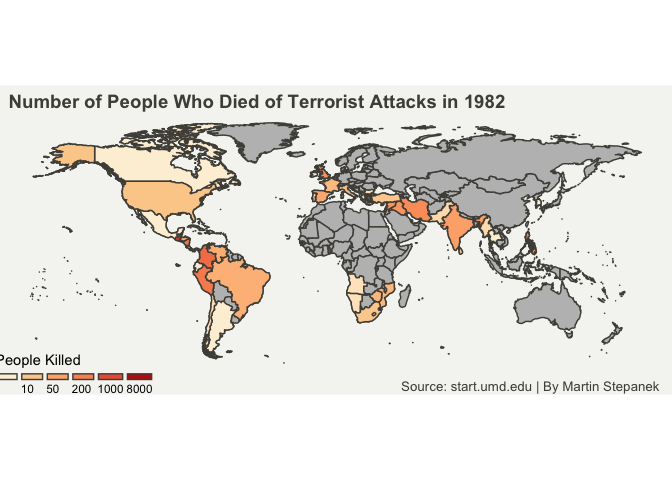 Number of People Who Died of Terrorist Attacks in 1982
People Killed
10 50 200 1000 8000
Source: start.umd.edu | By Martin Stepanek